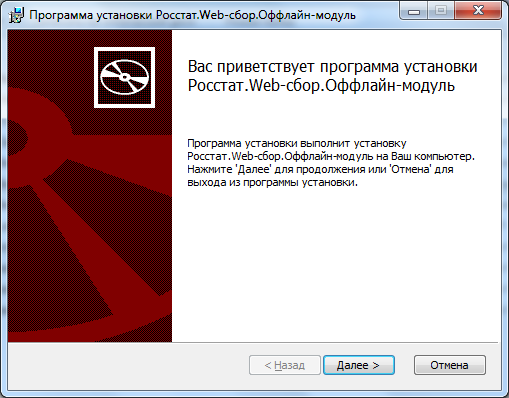 Программа установки Росстат.Web-сбор.Оффлайн-модуль
Вас приветствует программа установки
Росстат.Web-сбор.Оффлайн-модуль
Программа установки выполнит установку
Росстат.Web-сбор.Оффлайн-модуль на Ваш компьютер.
Нажмите 'Далее' для продолжения или 'Отмена' для
выхода из программы установки.
< Назад
Далее >
Отмена